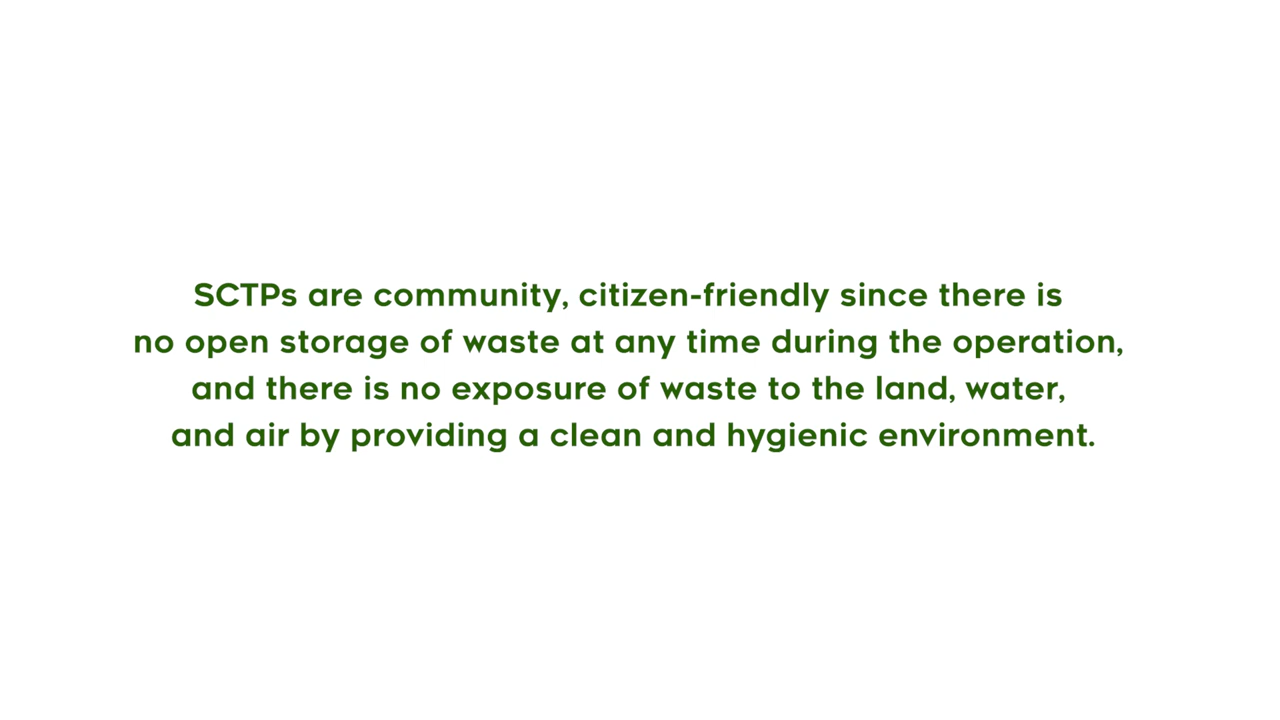 SCTPs are community, citizen-friendly since there is
no open storage of waste at any time during the operation,
and there is no exposure of waste to the land, water,
and air by providing a clean and hygienic environment.